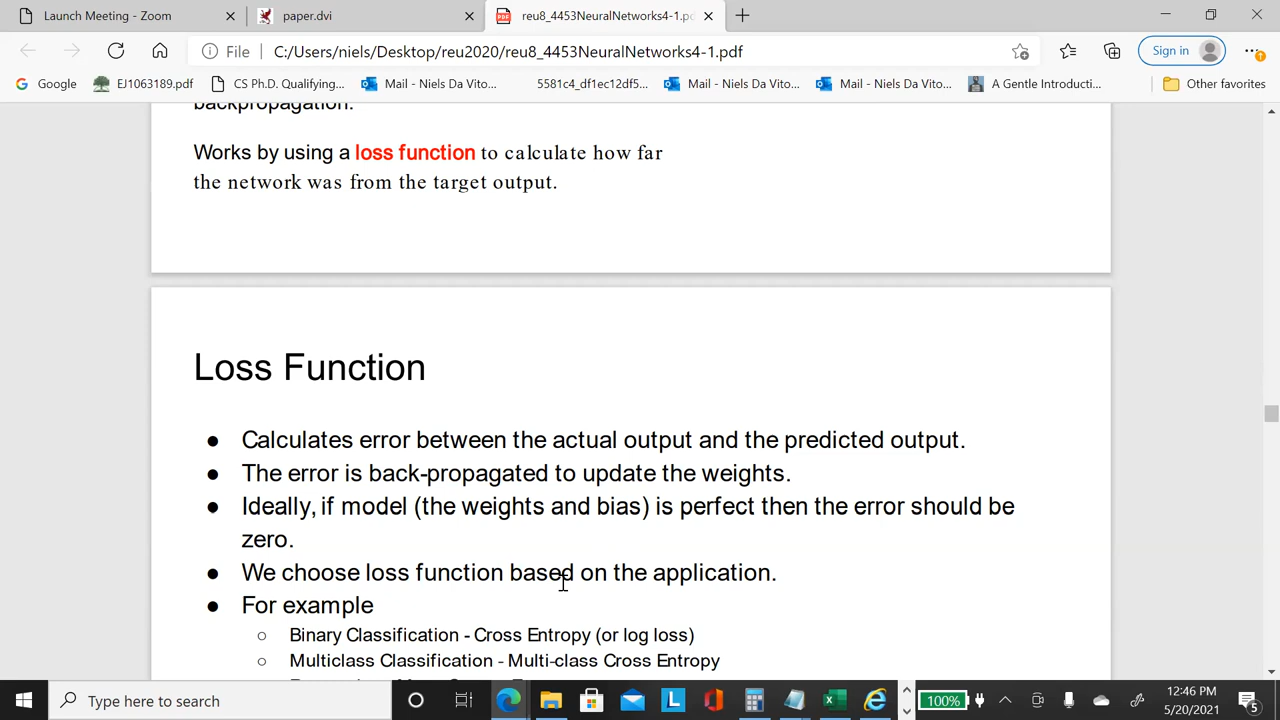 Launch Meeting - Zoom
paper.dvi
reu8_4453NeuralNetworks4-1.p
File
C:/Users/niels/Desktop/reu2020/reu8_4453NeuralNetworks4-1.pdf
Sign in
Google
EJ1063189.pdf
CS Ph.D. Qualifying...
Mail - Niels Da Vito...
5581c4_df1ec12df5...
Mail - Niels Da Vito...
Mail - Niels Da Vito...
A Gentle Introducti...
Other favorites
backpropagation.
Works by using a loss function to calculate how far
the network was from the target output.
Loss Function
● Calculates error between the actual output and the predicted output.
● The error is back-propagated to update the weights.
● Ideally, if model (the weights and bias) is perfect then the error should be
zero.
● We choose loss function based on the application.
● For example
○ Binary Classification - Cross Entropy (or log loss)
○ Multiclass Classification - Multi-class Cross Entropy
Type here to search
100%
12:46 PM
5/20/2021
5